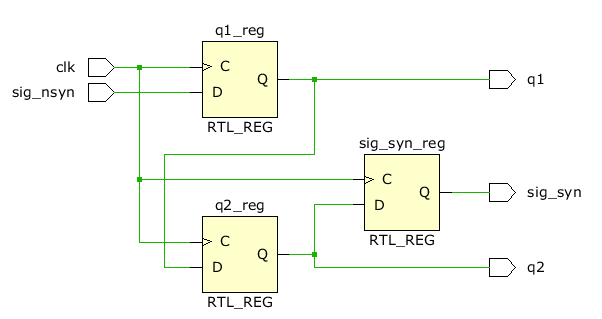 q1_reg
clk
C
Q
q1
sig_nsyn
D
RTL_REG
sig_syn_reg
C
Q
sig_syn
D
RTL_REG
q2_reg
C
Q
q2
D
RTL_REG